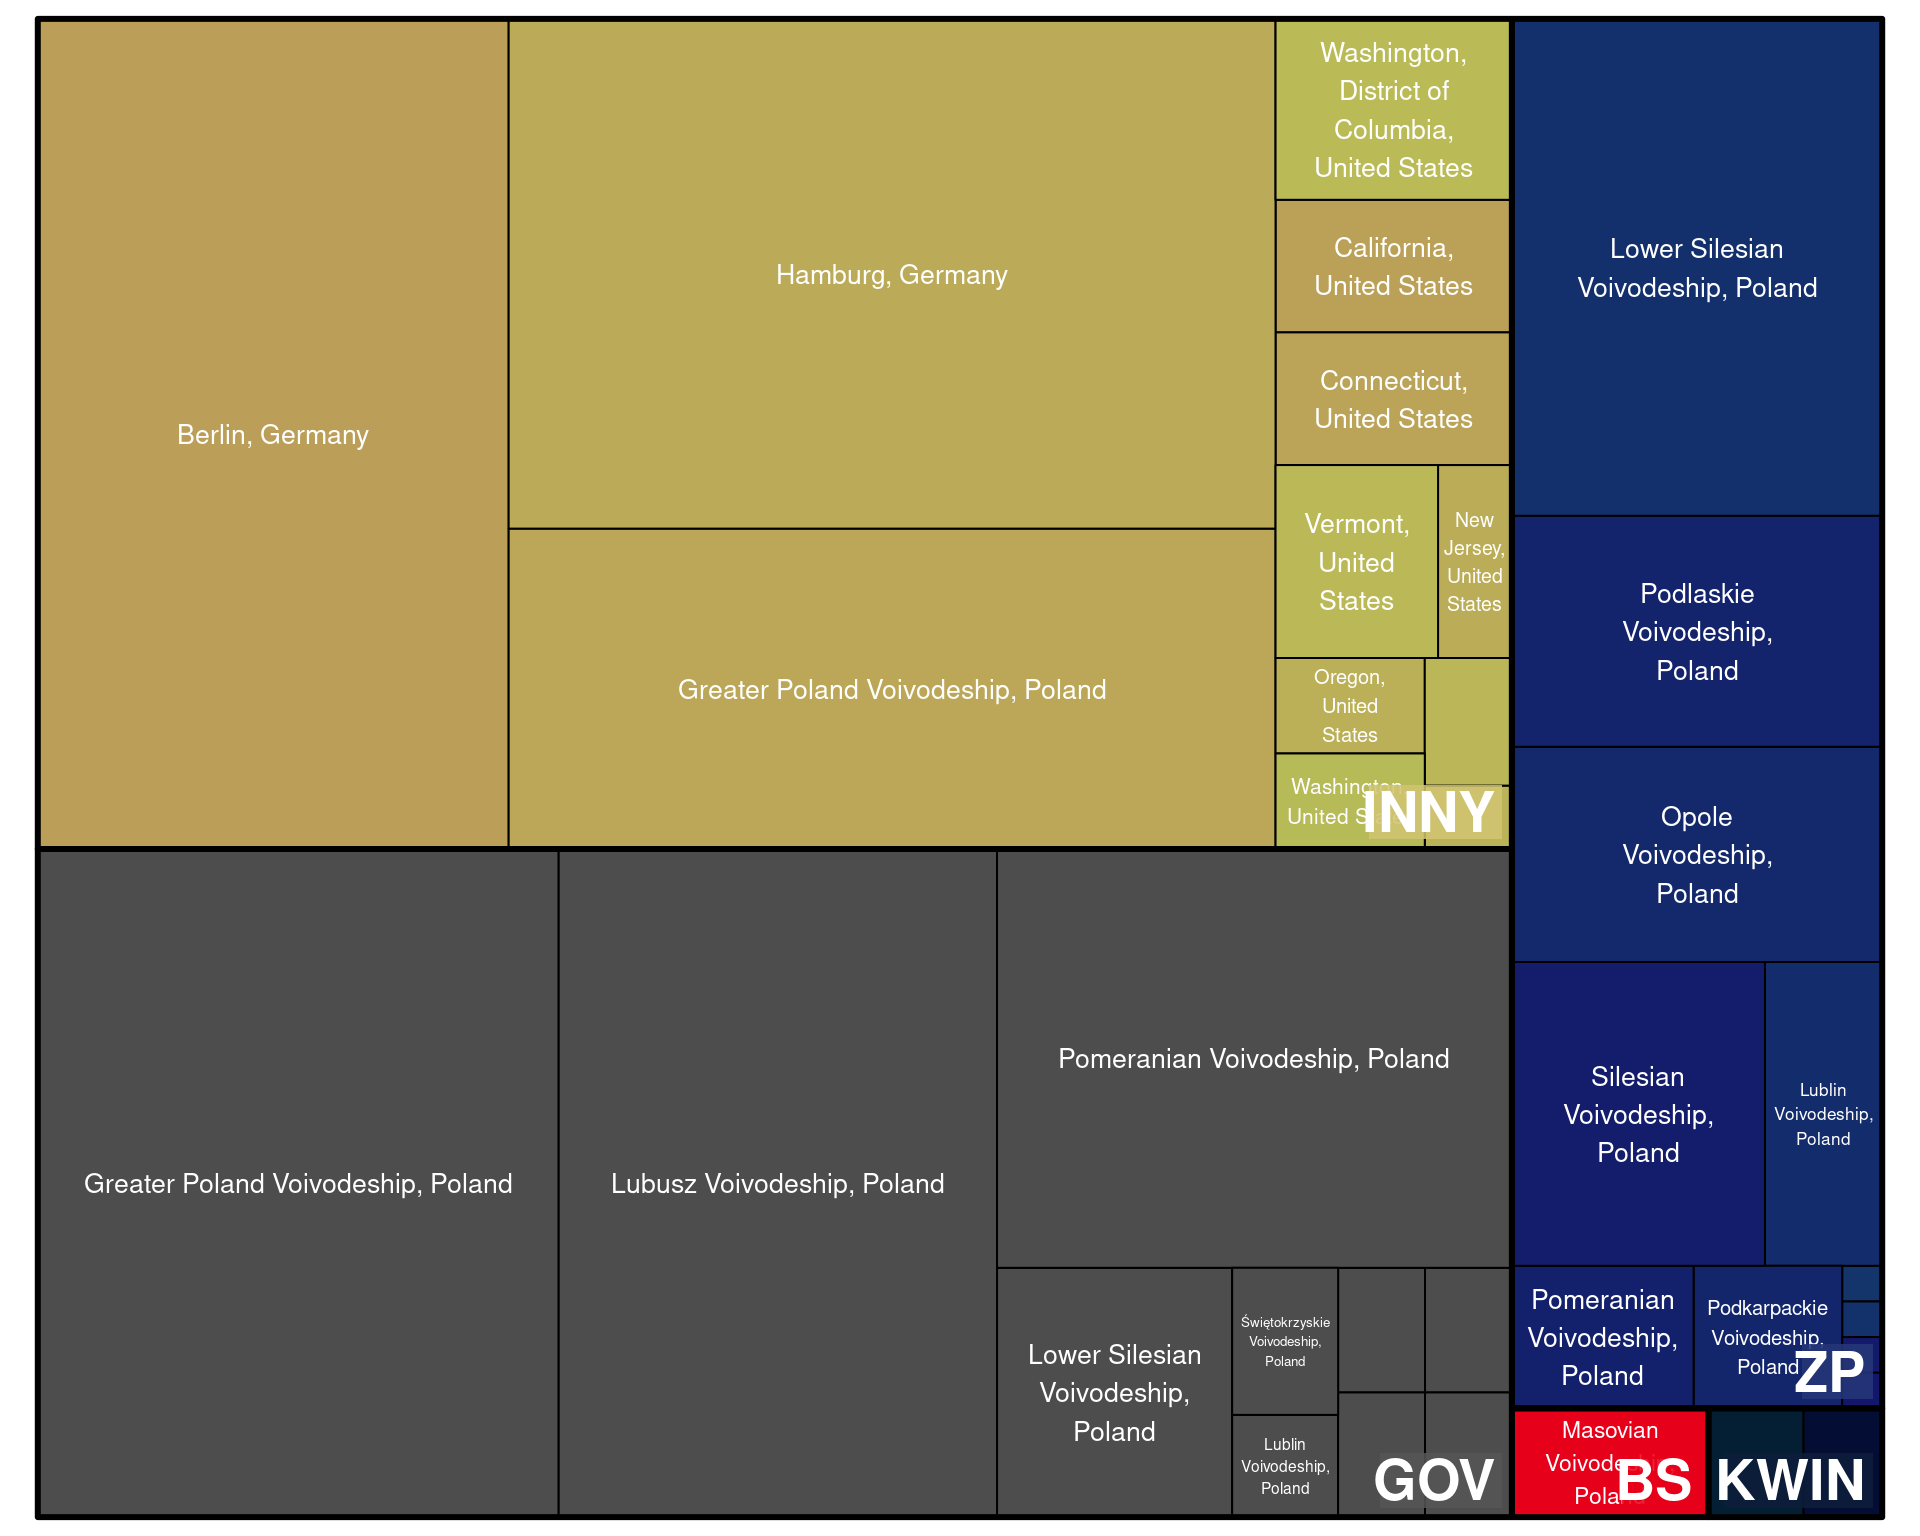 Berlin, Germany
Hamburg, Germany
Greater Poland Voivodeship, Poland
Washington,
District of
Columbia,
United States
California,
United States
Connecticut,
United States
Vermont,
United
States
New
Jersey,
United
States
Oregon,
United
States
Washington
United
INNY
Greater Poland Voivodeship, Poland
Lubusz Voivodeship, Poland
Pomeranian Voivodeship, Poland
Lower Silesian
Voivodeship,
Poland
Świętokrzyskie
Voivodeship,
Poland
Lublin
Voivodeship,
Poland
GOV
Lower Silesian
Voivodeship, Poland
Podlaskie
Voivodeship,
Poland
Opole
Voivodeship,
Poland
Silesian
Voivodeship,
Poland
Lublin
Voivodeship,
Poland
Pomeranian
Voivodeship,
Poland
Podkarpackie
Voivodeship,
Poland
ZP
Masovian
BS
KWIN